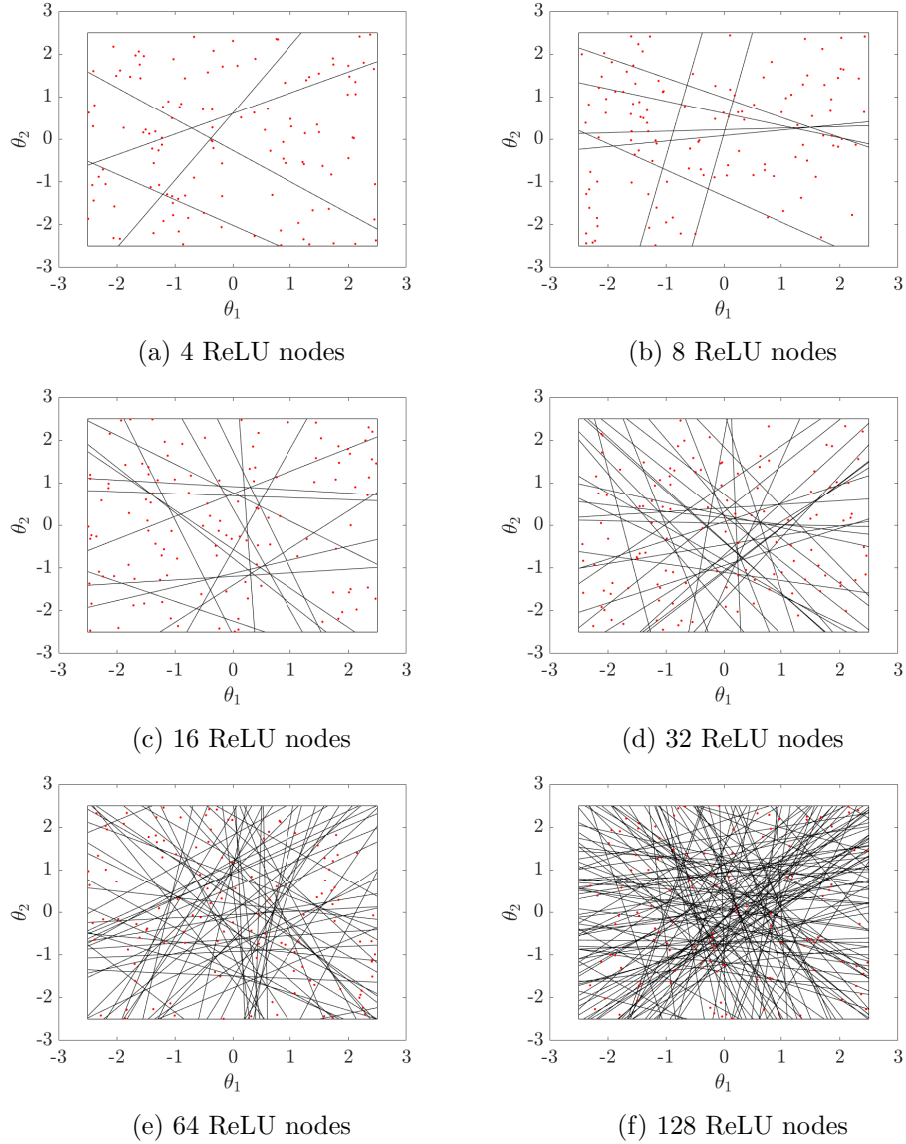 3
3
2
2
1
1
θ2
0
θ2
0
-1
-1
-2
-2
-3
-3
-3 -2 -1 0 1 2 3
-3 -2 -1 0 1 2 3
θ1
θ1
(a) 4 ReLU nodes
(b) 8 ReLU nodes
3
3
2
2
1
1
θ2
0
θ2
0
-1
-1
-2
-2
-3
-3
-3 -2 -1 0 1 2 3
-3 -2 -1 0 1 2 3
θ1
θ1
(c) 16 ReLU nodes
(d) 32 ReLU nodes
3
3
2
2
1
1
θ2
0
θ2
0
-1
-1
-2
-2
-3
-3
-3 -2 -1 0 1 2 3
-3 -2 -1 0 1 2 3
θ1
θ1
(e) 64 ReLU nodes
(f) 128 ReLU nodes